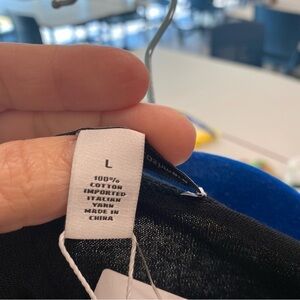 L
100%
COTTON
IMPORTED
ITALIAN
YARN
MADE IN
CHINA